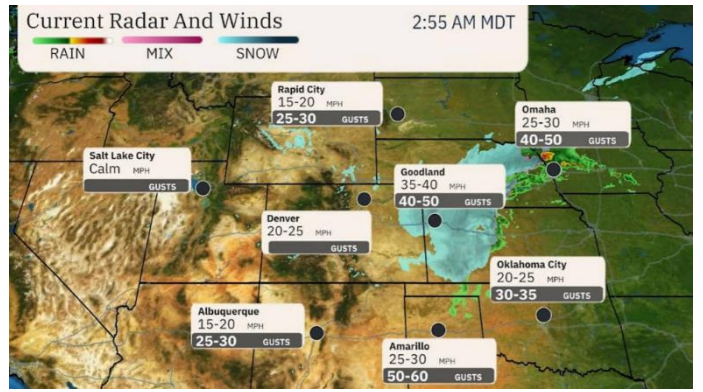 Current Radar And Winds
2:55 AM MDT
RAIN MIX SNOW
Rapid City
15-20 MPH
25-30 GUSTS
Omaha
25-30 MPH
40-50 GUSTS
Salt Lake City
Calm MPH
GUSTS
Goodland
35-40 MPH
40-50 GUSTS
Denver
20-25 MPH
GUSTS
Oklahoma City
20-25 MPH
30-35 GUSTS
Albuquerque
15-20 MPH
25-30 GUSTS
Amarillo
25-30 MPH
50-60 GUSTS